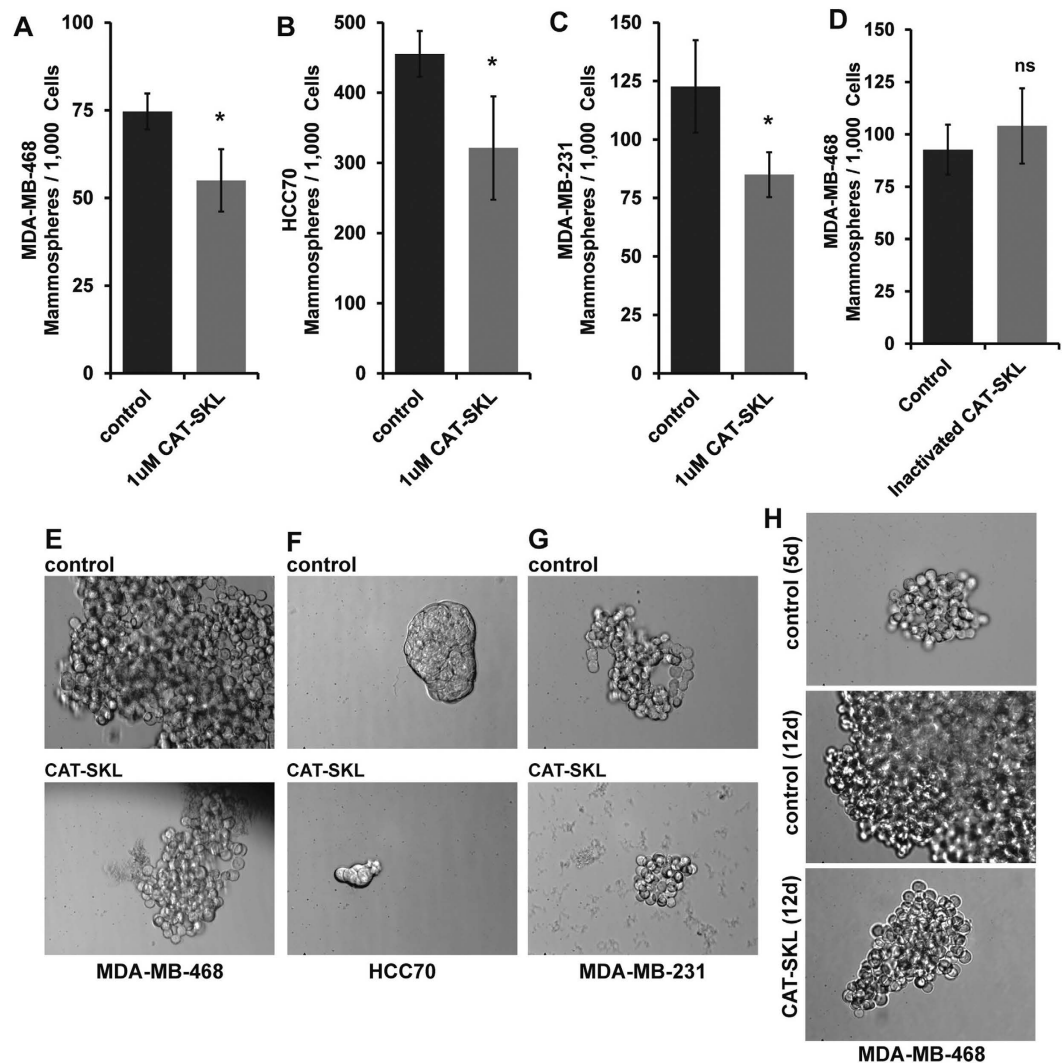 A
MDA-MB-468
Mammospheres / 1,000 Cells
100
75
50
25
0
*
control
1uM CAT-SKL
B
HCC70
Mammospheres / 1,000 Cells
500
400
300
200
100
0
*
control
1uM CAT-SKL
C
MDA-MB-231
Mammospheres / 1,000 Cells
150
125
100
75
50
25
0
*
control
1uM CAT-SKL
D
MDA-MB-468
Mammospheres / 1,000 Cells
150
125
100
75
50
25
0
ns
Control
Inactivated CAT-SKL
E
control
CAT-SKL
MDA-MB-468
F
control
CAT-SKL
HCC70
G
control
CAT-SKL
MDA-MB-231
H
control (5d)
control (12d)
CAT-SKL (12d)
MDA-MB-468